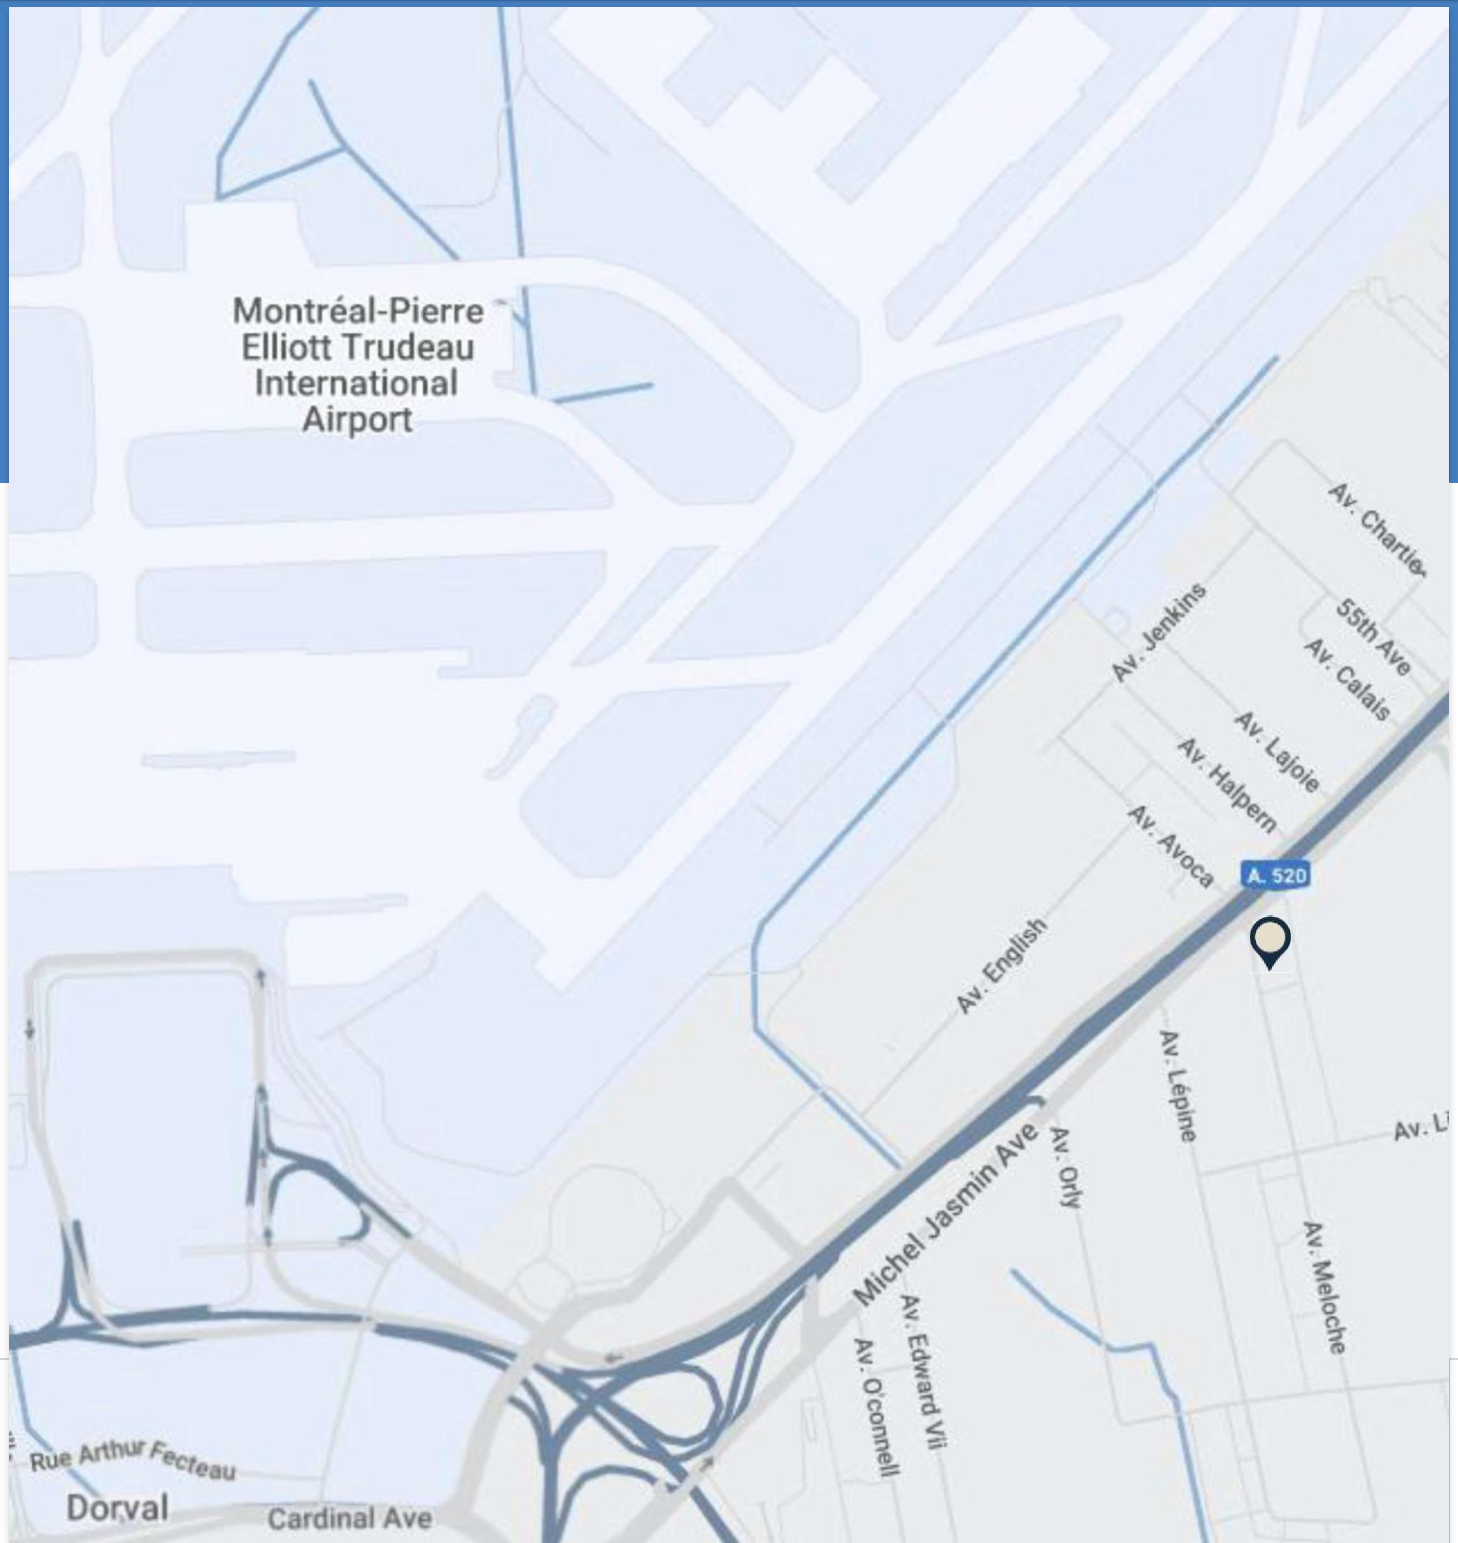 Montréal-Pierre
Elliott Trudeau
International
Airport
Av. Chartier
55th Ave
Av. Calais
Av. Jenkins
Av. Lajoie
Av. Halpern
Av. Avoca
A. 520
Av. English
Av. Lépine
Av. Li
Michel Jasmin Ave
Av. Orly
Av. Meloche
Av. Edward Vii
Av. O'connell
Rue Arthur Fecteau
Dorval
Cardinal Ave